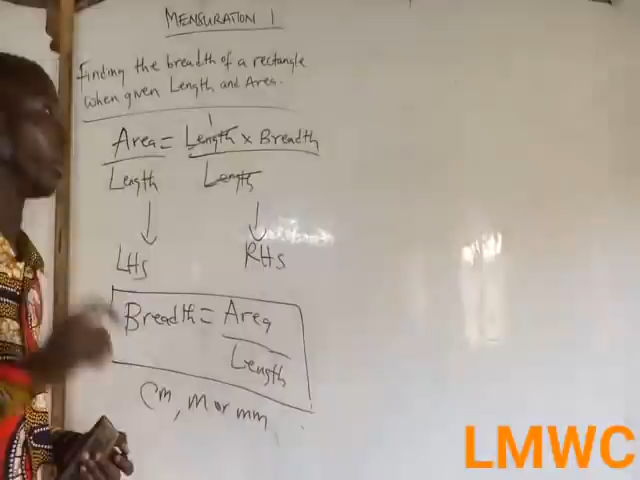 MENSURATION 1
Finding the breadth of a rectangle
when given Length and Area.
Area = Length x Breadth
Length Length
1
LHS RHS
Breadth = Area
Length
Cm, m or mm
LMWC